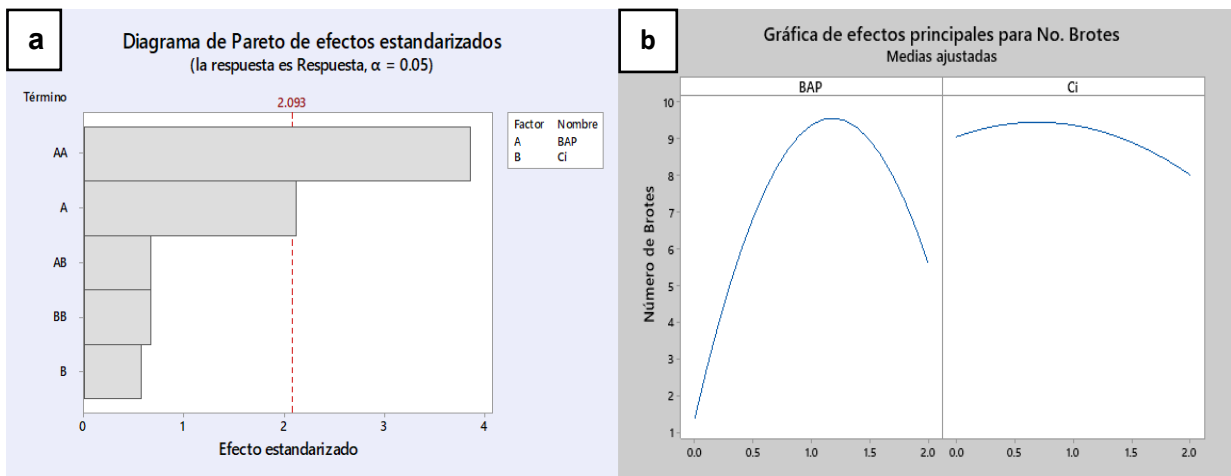 a
Diagrama de Pareto de efectos estandarizados
(la respuesta es Respuesta, α = 0.05)
Término
2.093
AA
A
AB
BB
B
0 1 2 3 4
Efecto estandarizado
Factor Nombre
A BAP
B Ci
b
Gráfica de efectos principales para No. Brotes
Medias ajustadas
BAP Ci
Número de Brotes
10
9
8
7
6
5
4
3
2
1
0.0 0.5 1.0 1.5 2.0 0.0 0.5 1.0 1.5 2.0